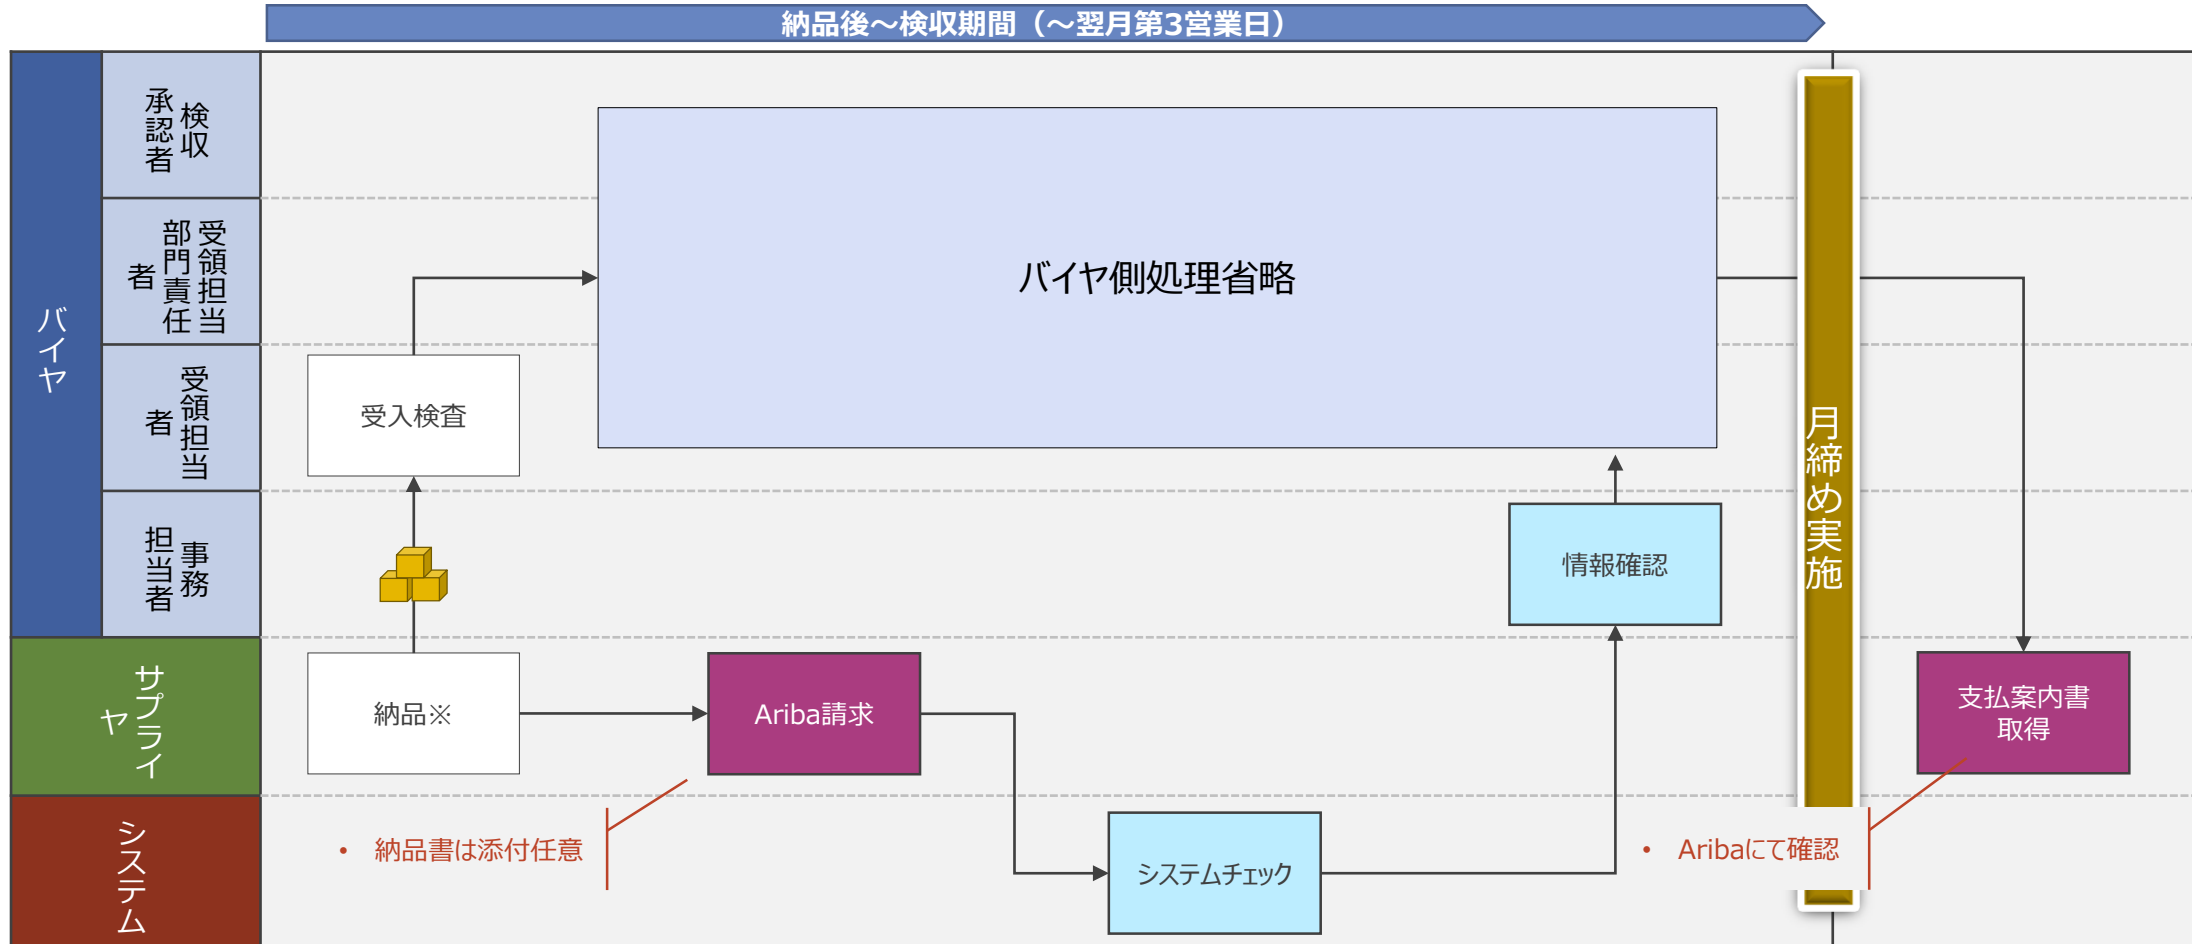 納品後～検収期間（～翌月第3営業日）
バイヤ
検収
承認者
受領担当
部門責任
者
受領担当
者
事務
担当者
サプライ
ヤ
システム
バイヤ側処理省略
受入検査
情報確認
納品※
Ariba請求
システムチェック
月締め実施
支払案内書
取得
• 納品書は添付任意
• Aribaにて確認